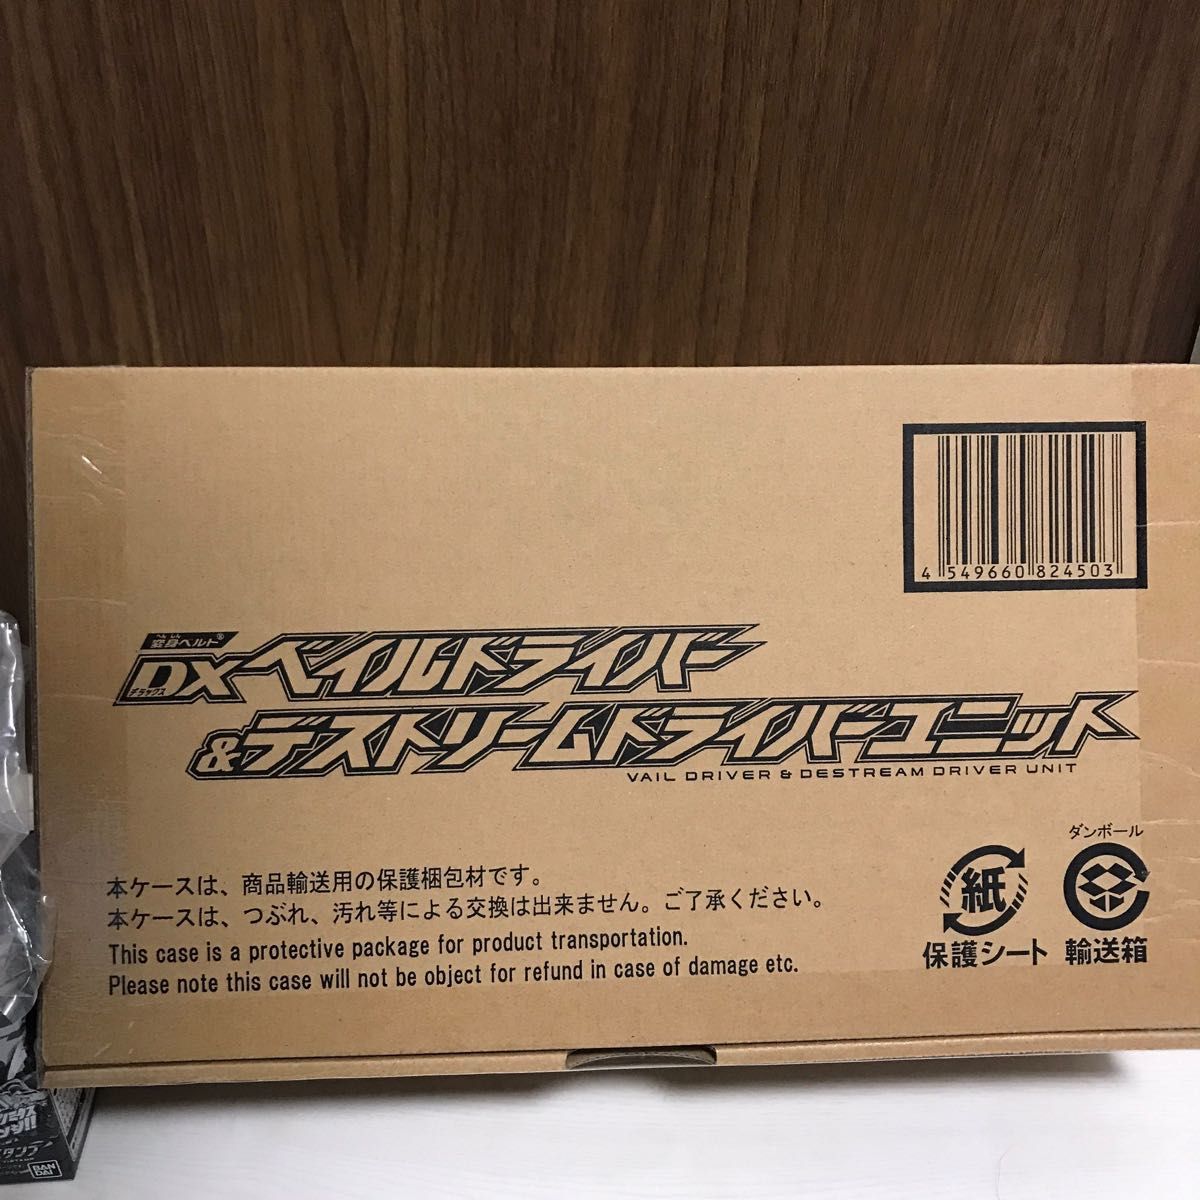 4 549660 824503
へんしん
変身ベルト®
DXベイルドライバー
デラックス
&デストリームドライバーユニット
VAIL DRIVER & DESTREAM DRIVER UNIT
本ケースは、商品輸送用の保護梱包材です。
本ケースは、つぶれ、汚れ等による交換は出来ません。ご了承ください。
This case is a protective package for product transportation.
Please note this case will not be object for refund in case of damage etc.
紙
保護シート
ダンボール
輸送箱
BAN
DAI